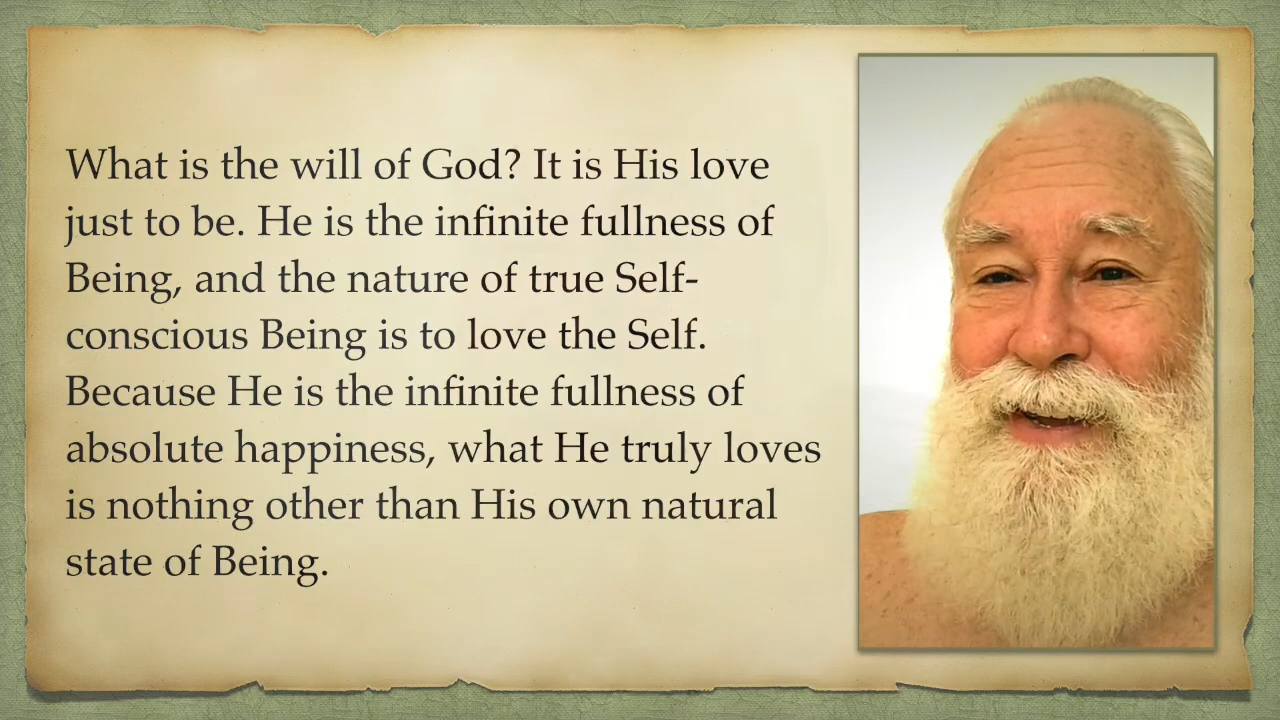 What is the will of God? It is His love
just to be. He is the infinite fullness of
Being, and the nature of true Self-
conscious Being is to love the Self.
Because He is the infinite fullness of
absolute happiness, what He truly loves
is nothing other than His own natural
state of Being.